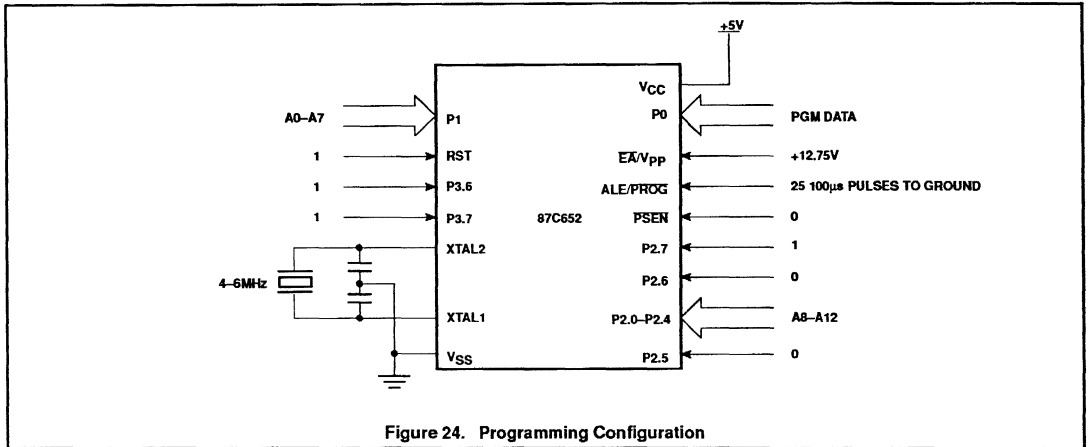 +5V
VCC
A0–A7
P1
P0
PGM DATA
1
RST
EA/VPP
+12.75V
1
P3.6
ALE/PROG
25 100µs PULSES TO GROUND
1
P3.7
87C652
PSEN
0
XTAL2
P2.7
1
4–6MHz
P2.6
0
XTAL1
P2.0–P2.4
A8–A12
VSS
P2.5
0
Figure 24. Programming Configuration